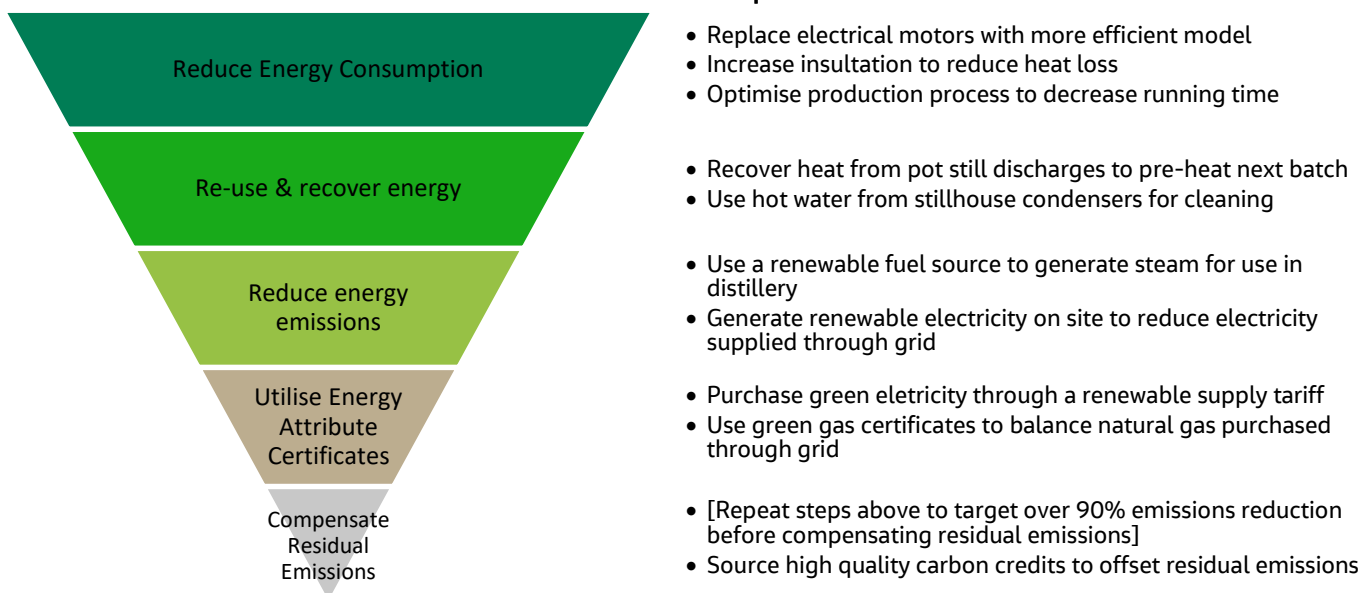 Reduce Energy Consumption
• Replace electrical motors with more efficient model
• Increase insultation to reduce heat loss
• Optimise production process to decrease running time
Re-use & recover energy
• Recover heat from pot still discharges to pre-heat next batch
• Use hot water from stillhouse condensers for cleaning
Reduce energy
emissions
• Use a renewable fuel source to generate steam for use in
distillery
• Generate renewable electricity on site to reduce electricity
supplied through grid
Utilise Energy
Attribute
Certificates
• Purchase green eletricity through a renewable supply tariff
• Use green gas certificates to balance natural gas purchased
through grid
Compensate
Residual
Emissions
• [Repeat steps above to target over 90% emissions reduction
before compensating residual emissions]
• Source high quality carbon credits to offset residual emissions